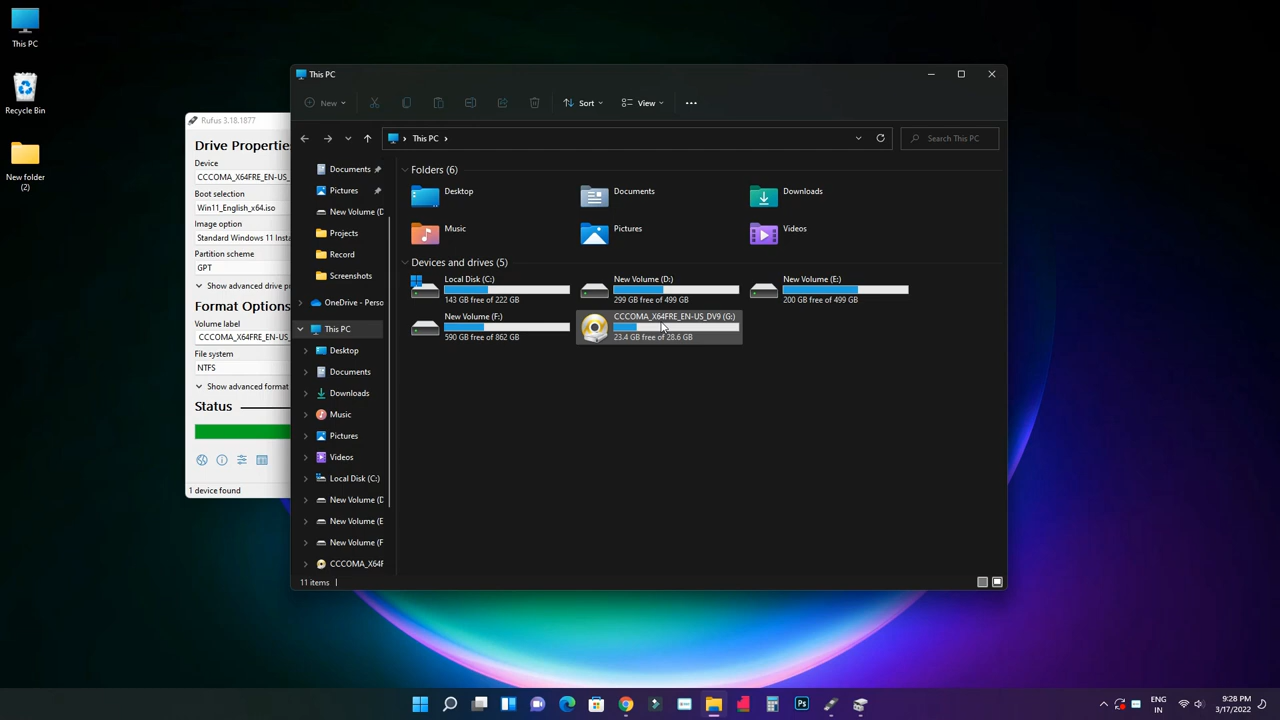 This PC
Recycle Bin
New folder
(2)
Rufus 3.18.1877
Drive Properti
Device
CCCOMA_X64FRE_EN-US_
Boot selection
Win11_English_x64.iso
Image option
Standard Windows 11 Insta
Partition scheme
GPT
Show advanced drive p
Format Options
Volume label
CCCOMA_X64FRE_EN-US_
File system
NTFS
Show advanced format
Status
1 device found
This PC
New
Sort
View
This PC
Search This PC
Documents
Pictures
New Volume (D
Projects
Record
Screenshots
OneDrive - Perso
This PC
Desktop
Documents
Downloads
Music
Pictures
Videos
Local Disk (C:)
New Volume (D
New Volume (E
New Volume (F
CCCOMA_X64F
Folders (6)
Desktop
Documents
Downloads
Music
Pictures
Videos
Devices and drives (5)
Local Disk (C:)
143 GB free of 222 GB
New Volume (D:)
299 GB free of 499 GB
New Volume (E:)
200 GB free of 499 GB
New Volume (F:)
590 GB free of 862 GB
CCCOMA_X64FRE_EN-US_DV9 (G:)
23.4 GB free of 28.6 GB
11 items
Ps
ENG
IN
9:28 PM
3/17/2022